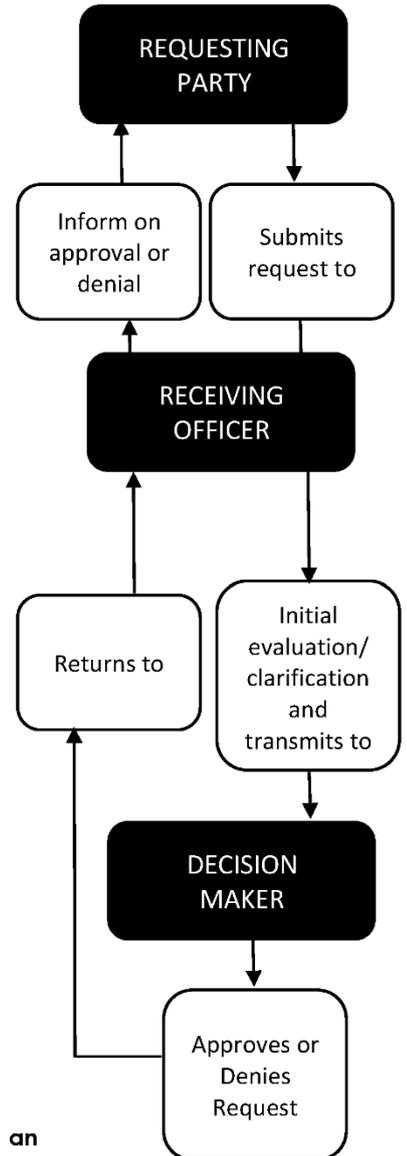 REQUESTING
PARTY
Inform on
approval or
denial
Submits
request to
RECEIVING
OFFICER
Returns to
Initial
evaluation/
clarification
and
transmits to
DECISION
MAKER
Approves or
Denies
Request
an